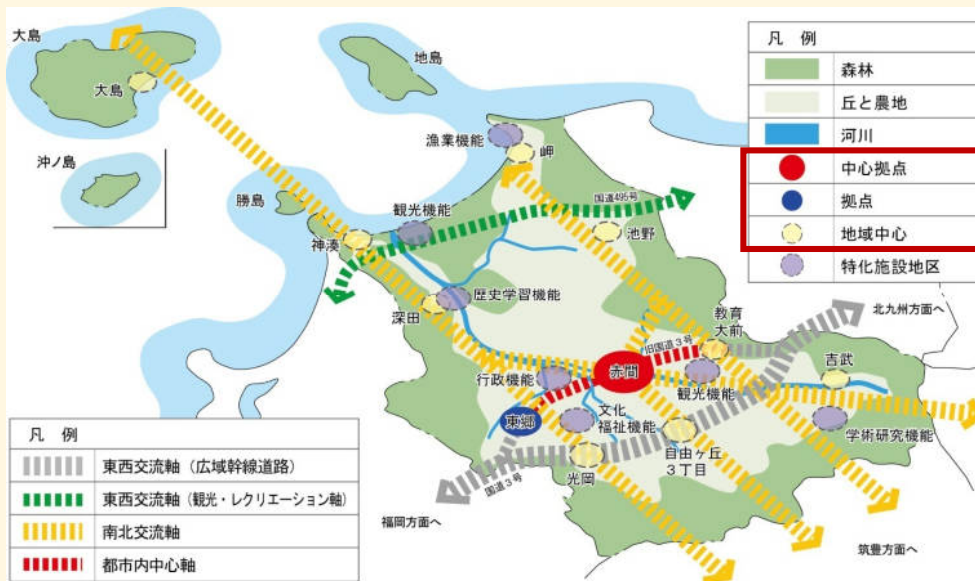 大島
地島
大島
沖ノ島
勝島
漁業機能
岬
国道495号
観光機能
神湊
池野
歴史学習機能
深田
教育
大前
北九州方面へ
旧国道3号
吉武
行政機能
赤間
観光機能
東郷
文化
福祉機能
学術研究機能
自由ヶ丘
3丁目
光岡
国道3号
福岡方面へ
筑豊方面へ
凡 例
森林
丘と農地
河川
中心拠点
拠点
地域中心
特化施設地区
凡 例
東西交流軸(広域幹線道路)
東西交流軸(観光・レクリエーション軸)
南北交流軸
都市内中心軸